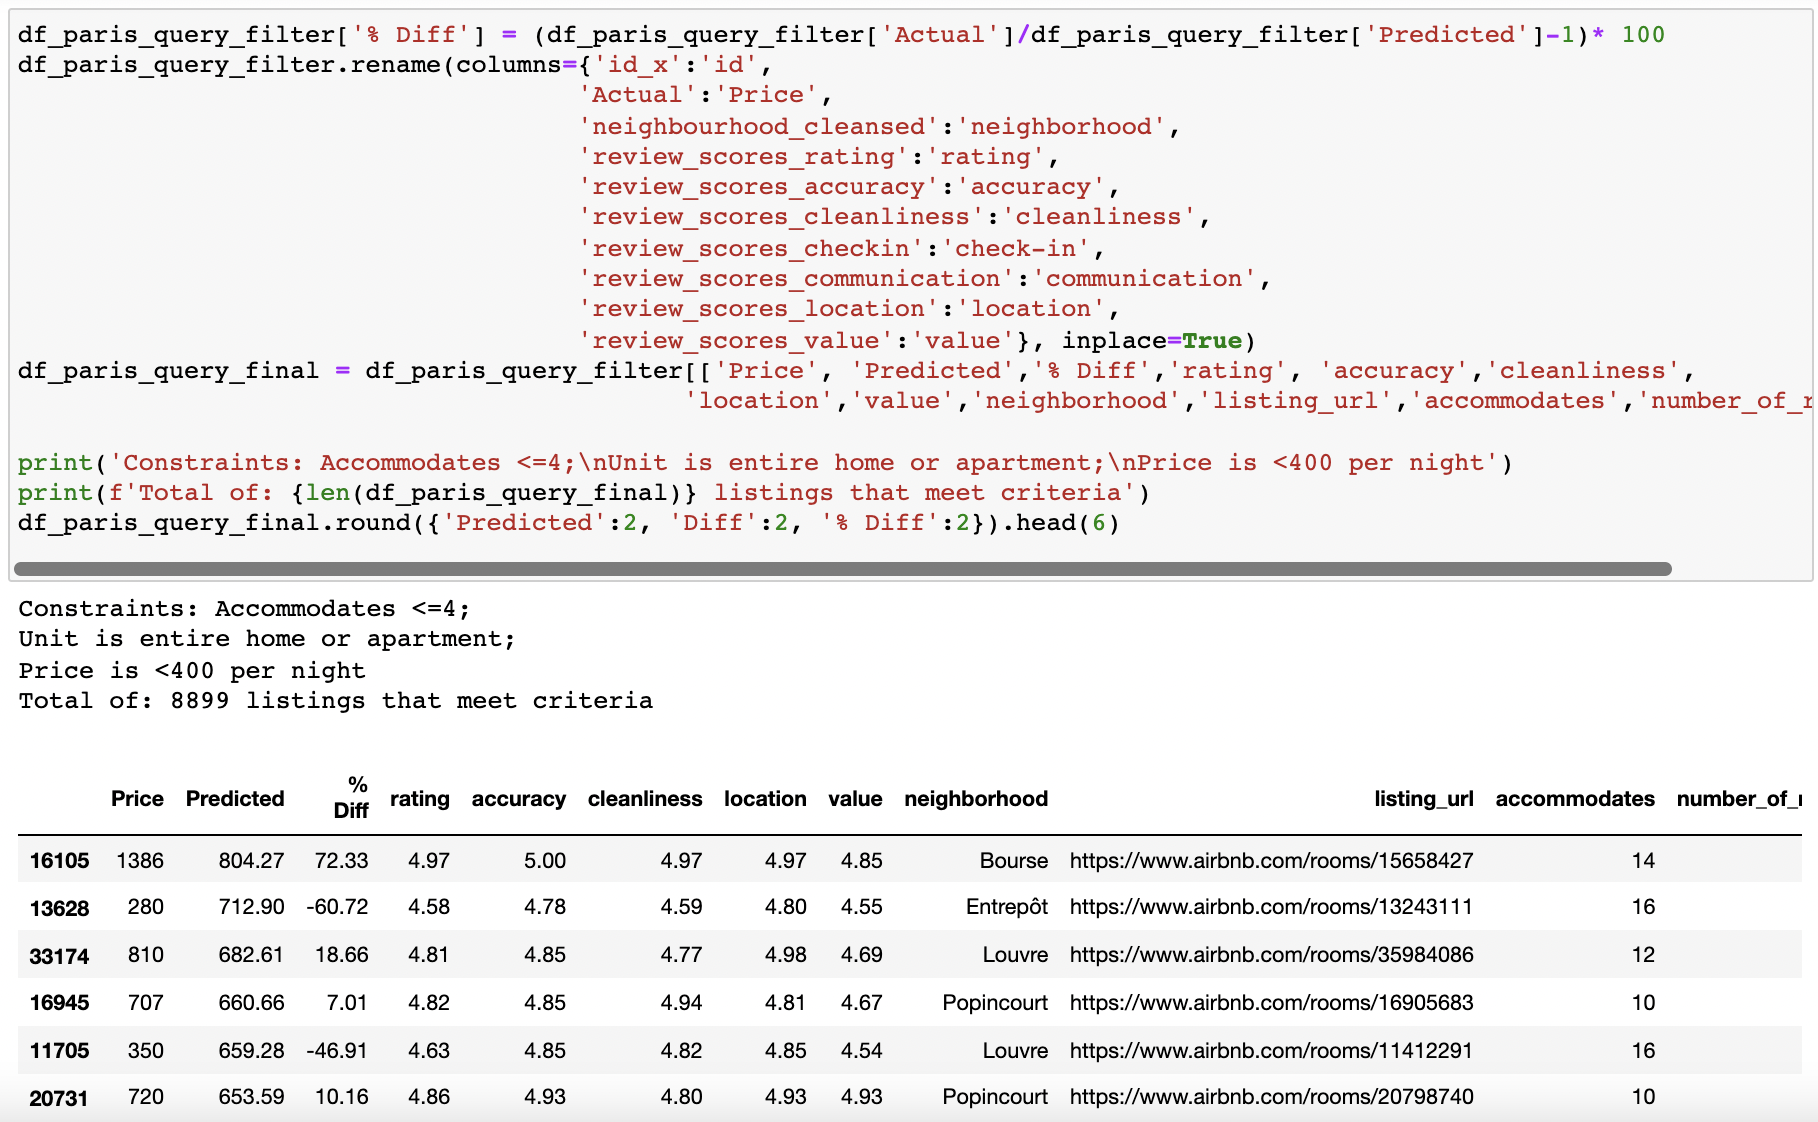 df_paris_query_filter['% Diff'] = (df_paris_query_filter['Actual']/df_paris_query_filter['Predicted']-1)* 100
df_paris_query_filter.rename(columns={'id_x':'id',
'Actual':'Price',
'neighbourhood_cleansed':'neighborhood',
'review_scores_rating':'rating',
'review_scores_accuracy':'accuracy',
'review_scores_cleanliness':'cleanliness',
'review_scores_checkin':'check-in',
'review_scores_communication':'communication',
'review_scores_location':'location',
'review_scores_value':'value'}, inplace=True)
df_paris_query_final = df_paris_query_filter[['Price', 'Predicted','% Diff','rating', 'accuracy','cleanliness',
'location','value','neighborhood','listing_url','accommodates','number_of_r
print('Constraints: Accommodates <=4;\nUnit is entire home or apartment;\nPrice is <400 per night')
print(f'Total of: {len(df_paris_query_final)} listings that meet criteria')
df_paris_query_final.round({'Predicted':2, 'Diff':2, '% Diff':2}).head(6)
Constraints: Accommodates <=4;
Unit is entire home or apartment;
Price is <400 per night
Total of: 8899 listings that meet criteria
Price Predicted % Diff rating accuracy cleanliness location value neighborhood listing_url accommodates number_of_r
16105 1386 804.27 72.33 4.97 5.00 4.97 4.97 4.85 Bourse https://www.airbnb.com/rooms/15658427 14
13628 280 712.90 -60.72 4.58 4.78 4.59 4.80 4.55 Entrepôt https://www.airbnb.com/rooms/13243111 16
33174 810 682.61 18.66 4.81 4.85 4.77 4.98 4.69 Louvre https://www.airbnb.com/rooms/35984086 12
16945 707 660.66 7.01 4.82 4.85 4.94 4.81 4.67 Popincourt https://www.airbnb.com/rooms/16905683 10
11705 350 659.28 -46.91 4.63 4.85 4.82 4.85 4.54 Louvre https://www.airbnb.com/rooms/11412291 16
20731 720 653.59 10.16 4.86 4.93 4.80 4.93 4.93 Popincourt https://www.airbnb.com/rooms/20798740 10